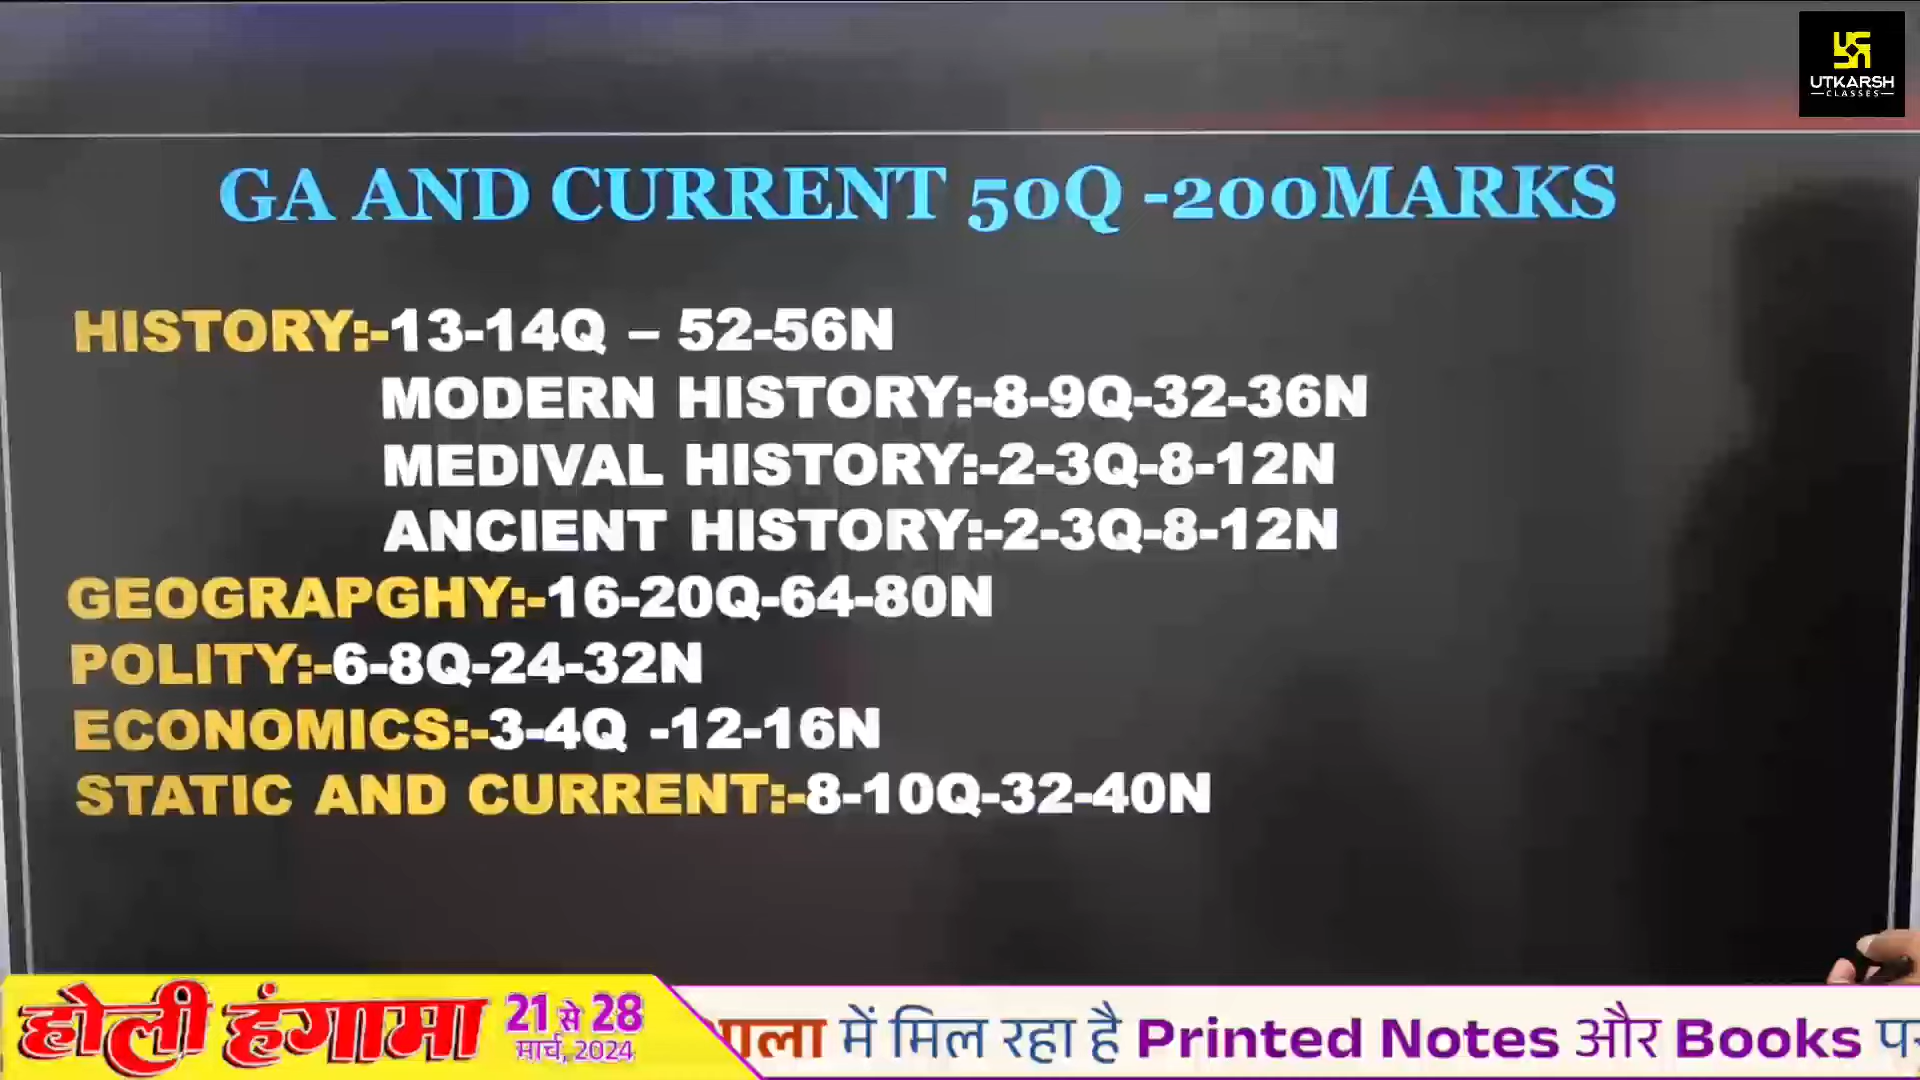 UTKARSH
CLASSES
GA AND CURRENT 50Q -200MARKS
HISTORY:-13-14Q – 52-56N
MODERN HISTORY:-8-9Q-32-36N
MEDIVAL HISTORY:-2-3Q-8-12N
ANCIENT HISTORY:-2-3Q-8-12N
GEOGRAPGHY:-16-20Q-64-80N
POLITY:-6-8Q-24-32N
ECONOMICS:-3-4Q -12-16N
STATIC AND CURRENT:-8-10Q-32-40N
होली हंगामा 21 से 28
मार्च, 2024
में मिल रहा है Printed Notes और Books